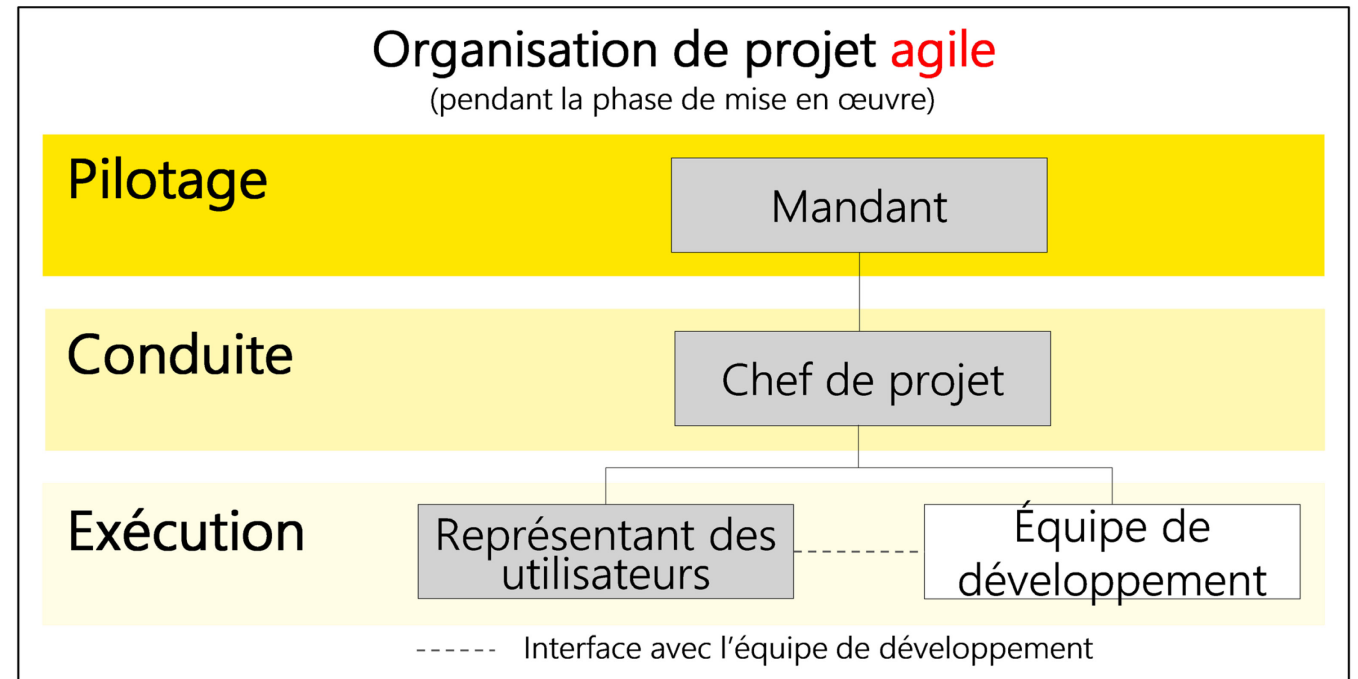 Organisation de projet agile
(pendant la phase de mise en œuvre)
Pilotage
Mandant
Conduite
Chef de projet
Exécution
Représentant des
utilisateurs
Équipe de
développement
------ Interface avec l’équipe de développement